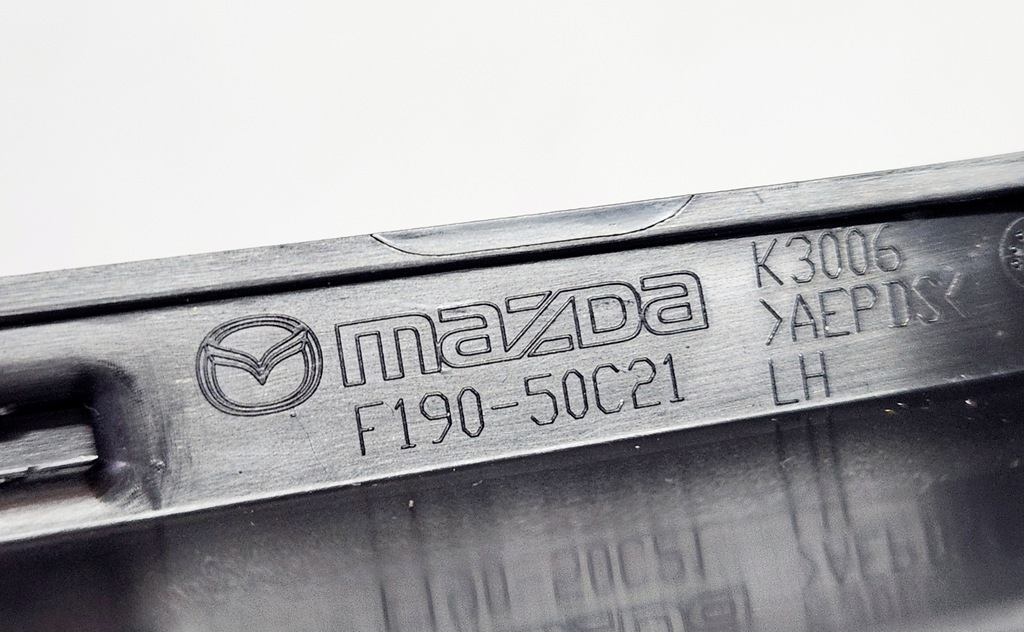 mazda
F190-50C21
K3006
>AEPDS<
LH